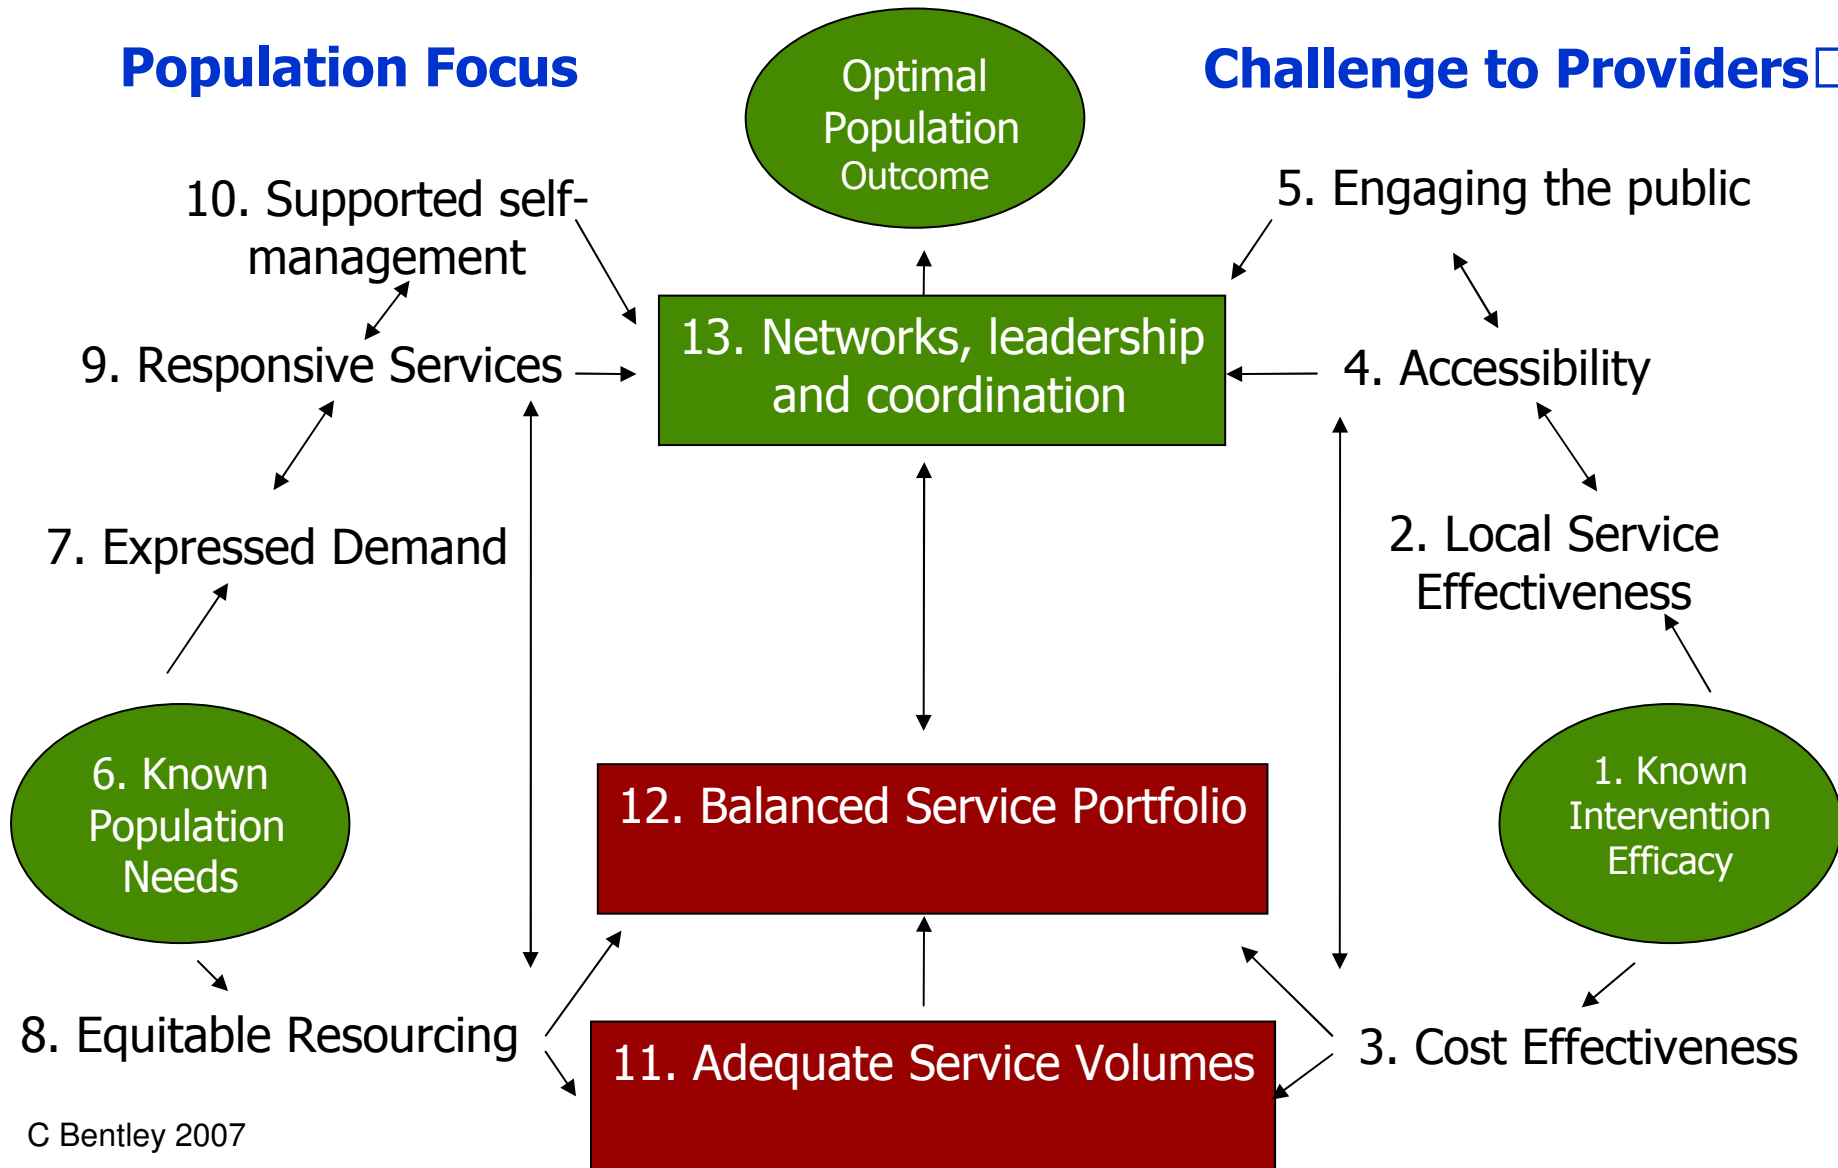 Population Focus
Challenge to Providers
Optimal
Population
Outcome
10. Supported self-
management
5. Engaging the public
13. Networks, leadership
and coordination
9. Responsive Services
4. Accessibility
7. Expressed Demand
2. Local Service
Effectiveness
6. Known
Population
Needs
12. Balanced Service Portfolio
1. Known
Intervention
Efficacy
8. Equitable Resourcing
11. Adequate Service Volumes
3. Cost Effectiveness
C Bentley 2007